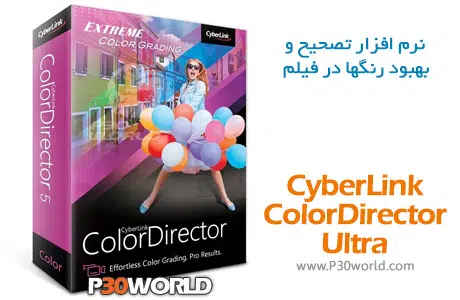 نرم افزار تصحیح و
بهبود رنگها در فیلم
CyberLink
ColorDirector
Ultra
www.P30world.com
CyberLink
ColorDirector 5
Color
EXTREME
COLOR GRADING
CyberLink
ColorDirector
Effortless Color Grading. Pro Results.
P30WORLD